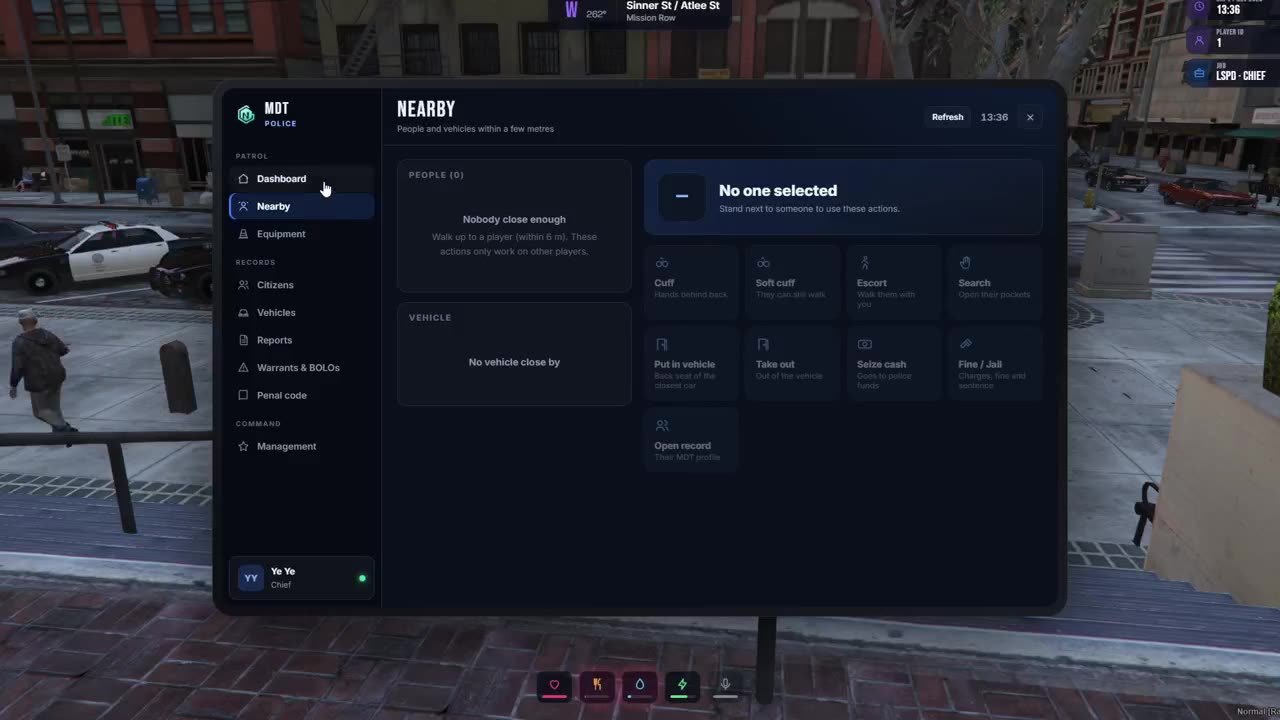 W
262°
Sinner St / Atlee St
Mission Row
13:36
PLAYER ID
1
JOB
LSPD · CHIEF
MDT
POLICE
PATROL
Dashboard
Nearby
Equipment
RECORDS
Citizens
Vehicles
Reports
Warrants & BOLOs
Penal code
COMMAND
Management
YY
Ye Ye
Chief
NEARBY
People and vehicles within a few metres
Refresh
13:36
PEOPLE (0)
Nobody close enough
Walk up to a player (within 6 m). These
actions only work on other players.
VEHICLE
No vehicle close by
No one selected
Stand next to someone to use these actions.
Cuff
Hands behind back
Soft cuff
They can still walk
Escort
Walk them with
you
Search
Open their pockets
Put in vehicle
Back seat of the
closest car
Take out
Out of the vehicle
Seize cash
Goes to police
funds
Fine / Jail
Charges, fine and
sentence
Open record
Their MDT profile